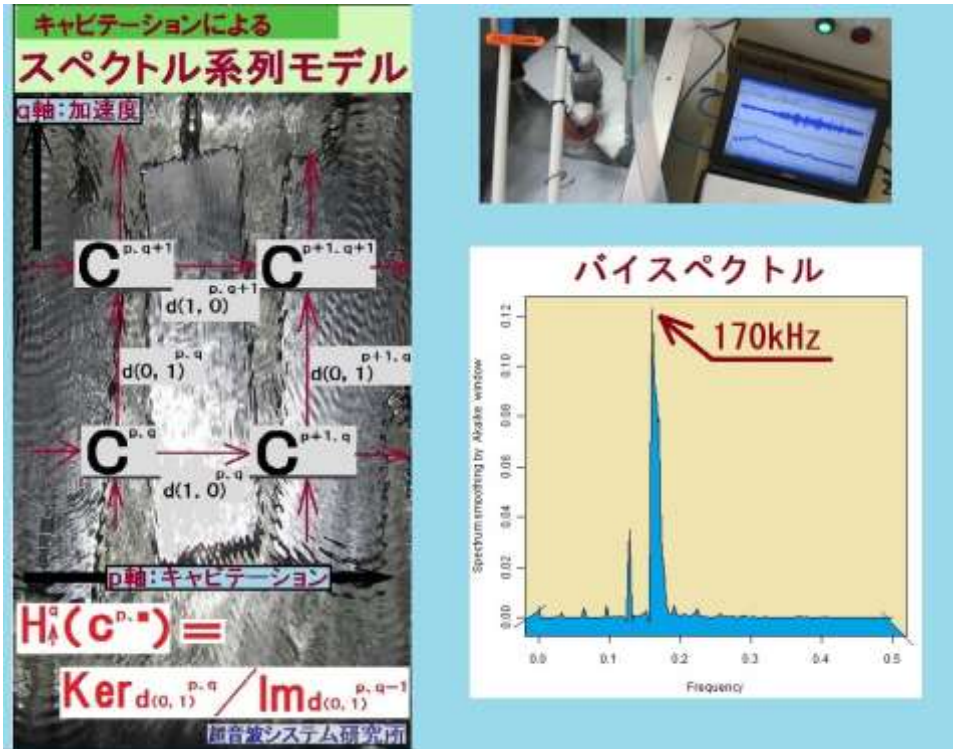 キャビテーションによる
スペクトル系列モデル
q軸:加速度
C p,q+1
C p+1,q+1
p,q+1
d(1,0)
p,q
d(0,1)
p+1,q
d(0,1)
C p,q
C p+1,q
p,q
d(1,0)
p軸:キャビテーション
H q ↑ (C p,■)=
Ker d(0,1) p,q / Im d(0,1) p,q-1
超音波システム研究所
バイスペクトル
170kHz
Spectrum smoothing by Akaike window
0.12
0.10
0.08
0.06
0.04
0.02
0.00
0.0 0.1 0.2 0.3 0.4 0.5
Frequency